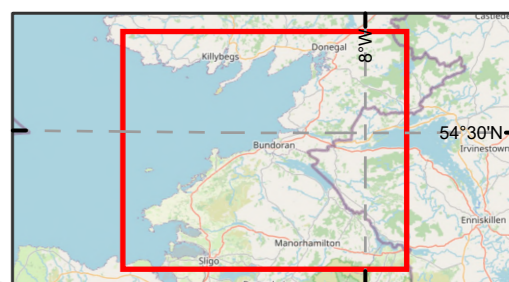 Castlede
Donegal
Killybegs
8°W
54°30'N
Bundoran
Irvinestown
Enniskillen
Manorhamilton
Sligo